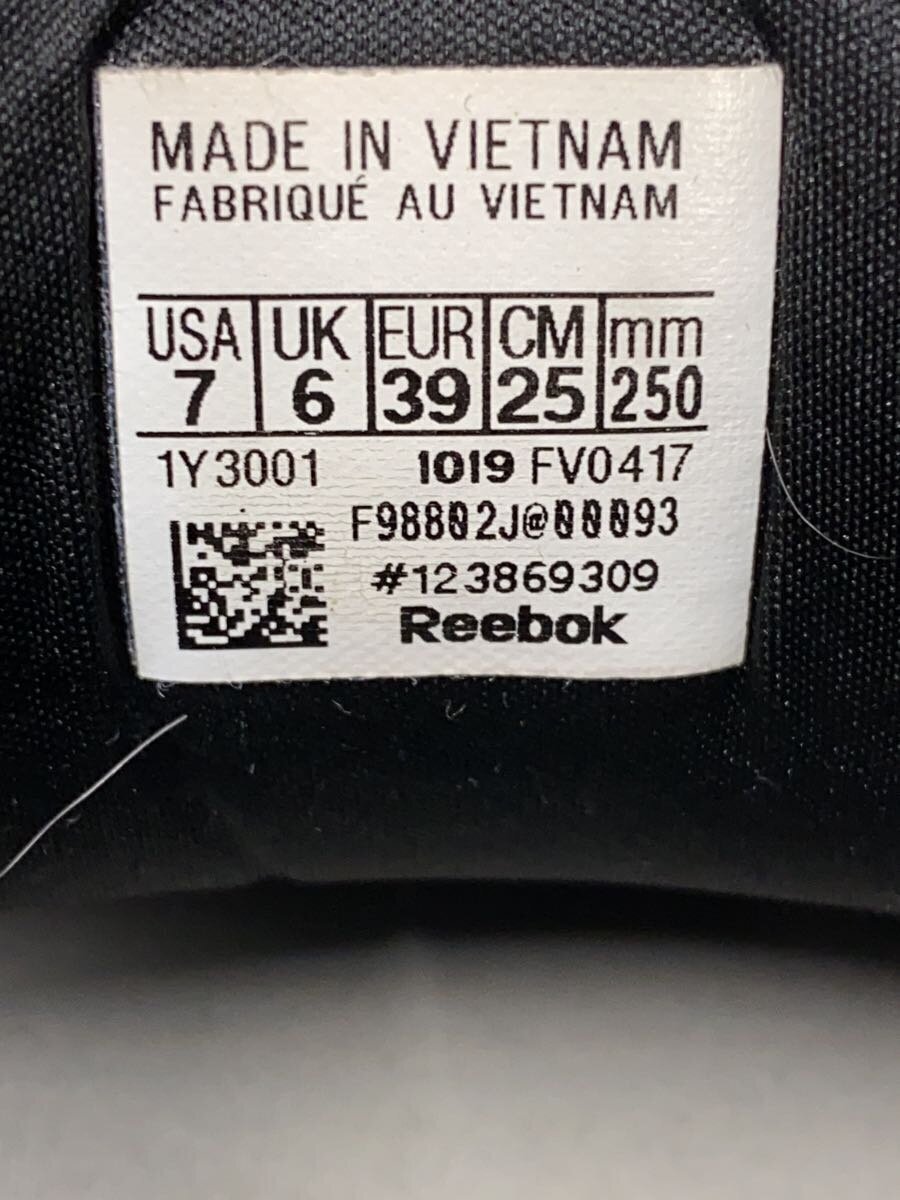 MADE IN VIETNAM
FABRIQUÉ AU VIETNAM
USA UK EUR CM mm
7 6 39 25 250
1Y3001 1019 FV0417
F98802J@00093
#123869309
Reebok